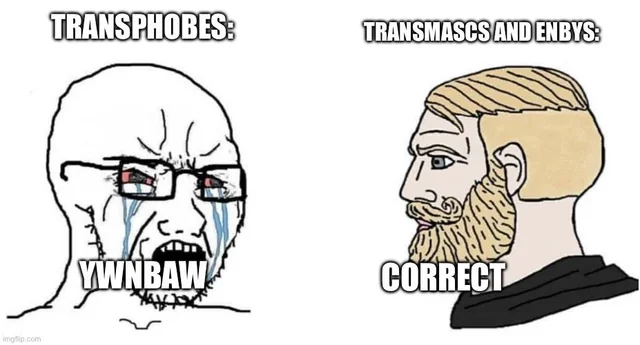 TRANSPHOBES:
TRANSMASCS AND ENBYS:
YWNBAW
CORRECT
imgflip.com